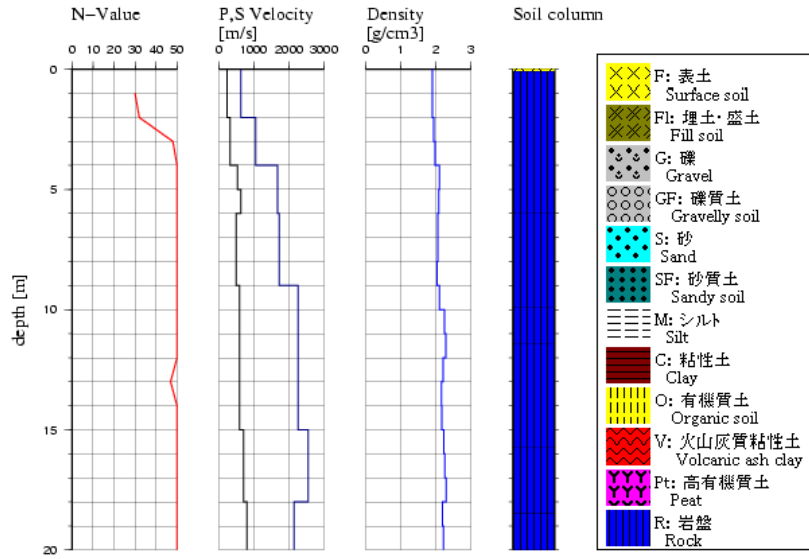 N-Value
P,S Velocity
[m/s]
Density
[g/cm3]
Soil column
0 10 20 30 40 50
0 1000 2000 3000
0 1 2 3
0
5
10
15
20
depth [m]
F: 表土
Surface soil
Fl: 埋土・盛土
Fill soil
G: 礫
Gravel
GF: 礫質土
Gravelly soil
S: 砂
Sand
SF: 砂質土
Sandy soil
M: シルト
Silt
C: 粘性土
Clay
O: 有機質土
Organic soil
V: 火山灰質粘性土
Volcanic ash clay
Pt: 高有機質土
Peat
R: 岩盤
Rock